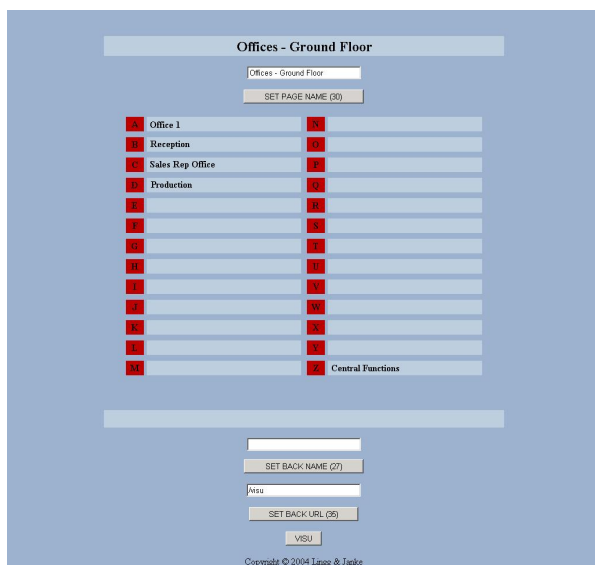 Offices - Ground Floor
Offices - Ground Floor
SET PAGE NAME (30)
A Office 1
B Reception
C Sales Rep Office
D Production
E
F
G
H
I
J
K
L
M
N
O
P
Q
R
S
T
U
V
W
X
Y
Z Central Functions
SET BACK NAME (27)
/visu
SET BACK URL (35)
VISU
Copyright © 2004 Lingg & Janke